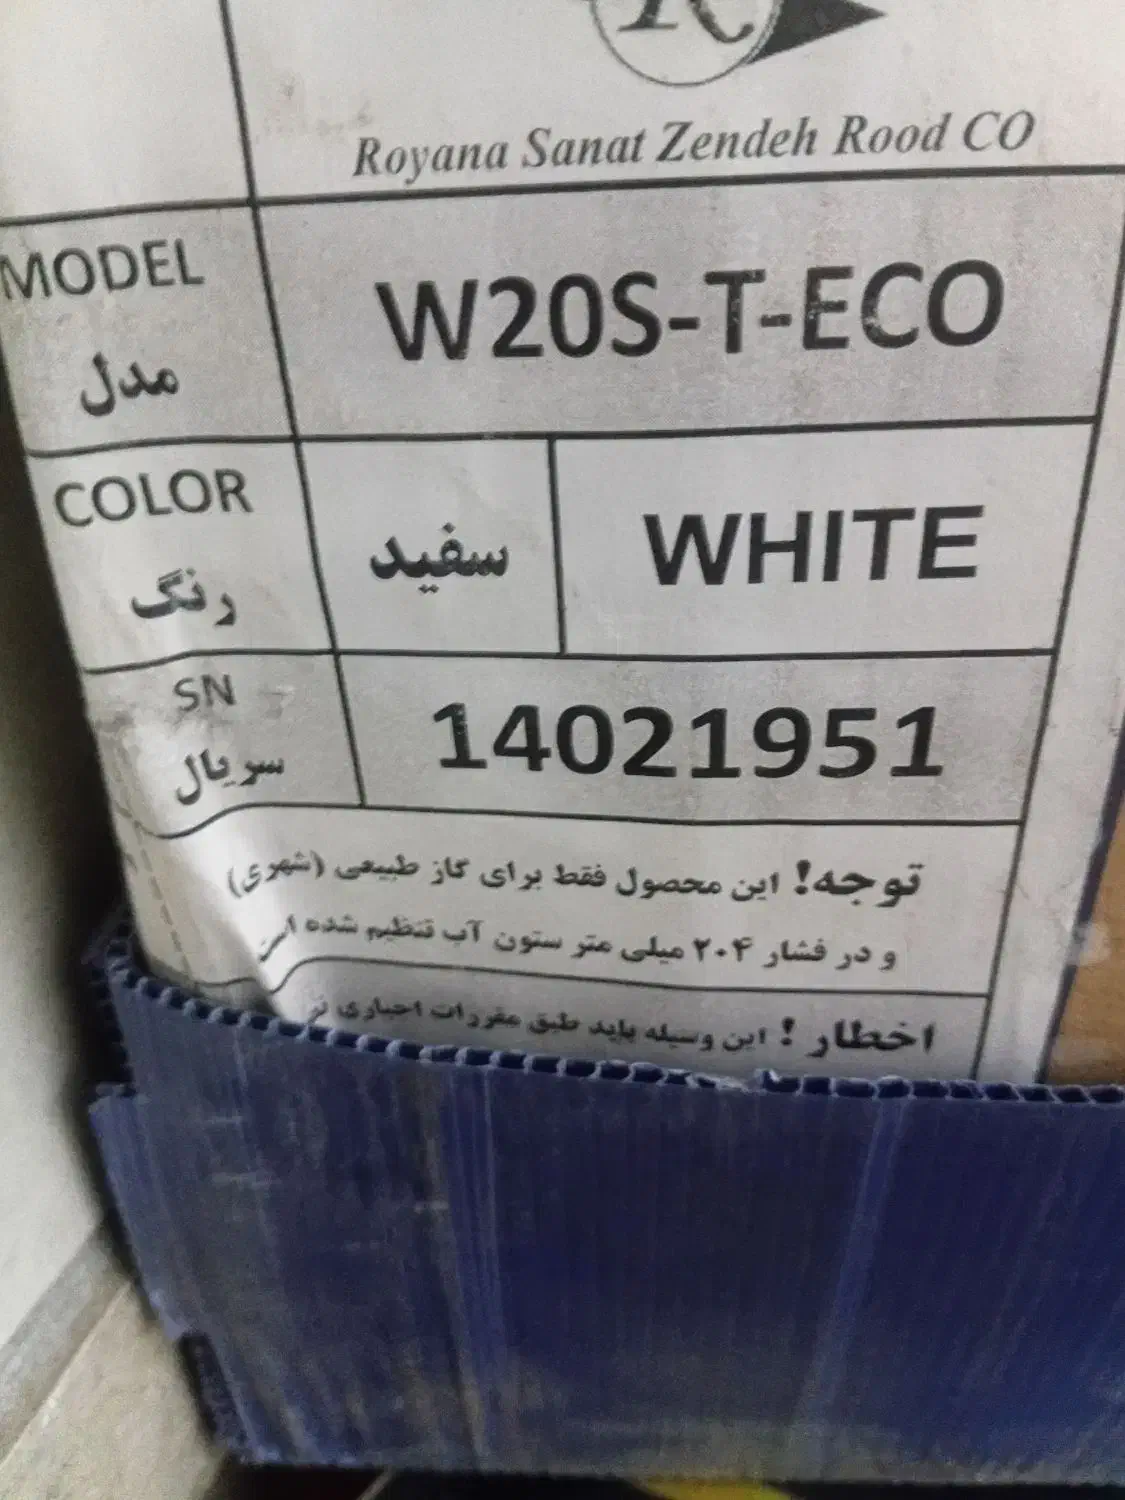 Royana Sanat Zendeh Rood CO
MODEL
مدل
W20S-T-ECO
COLOR
رنگ
سفید
WHITE
SN
سریال
14021951
توجه! این محصول فقط برای گاز طبیعی (شهری)
و در فشار ۲۰۴ میلی متر ستون آب تنظیم شده است
اخطار ! این وسیله باید طبق مقررات اجباری